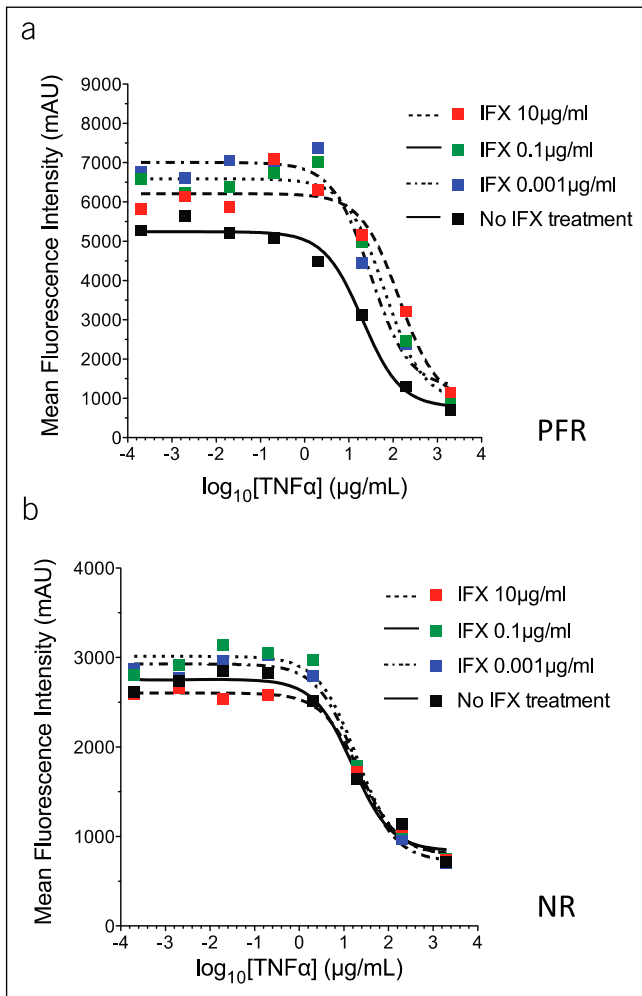 a
Mean Fluorescence Intensity (mAU)
9000
8000
7000
6000
5000
4000
3000
2000
1000
0
-4 -3 -2 -1 0 1 2 3 4
log10[TNFα] (µg/mL)
IFX 10µg/ml
IFX 0.1µg/ml
IFX 0.001µg/ml
No IFX treatment
PFR
b
Mean Fluorescence Intensity (mAU)
4000
3000
2000
1000
0
-4 -3 -2 -1 0 1 2 3 4
log10[TNFα] (µg/mL)
IFX 10µg/ml
IFX 0.1µg/ml
IFX 0.001µg/ml
No IFX treatment
NR